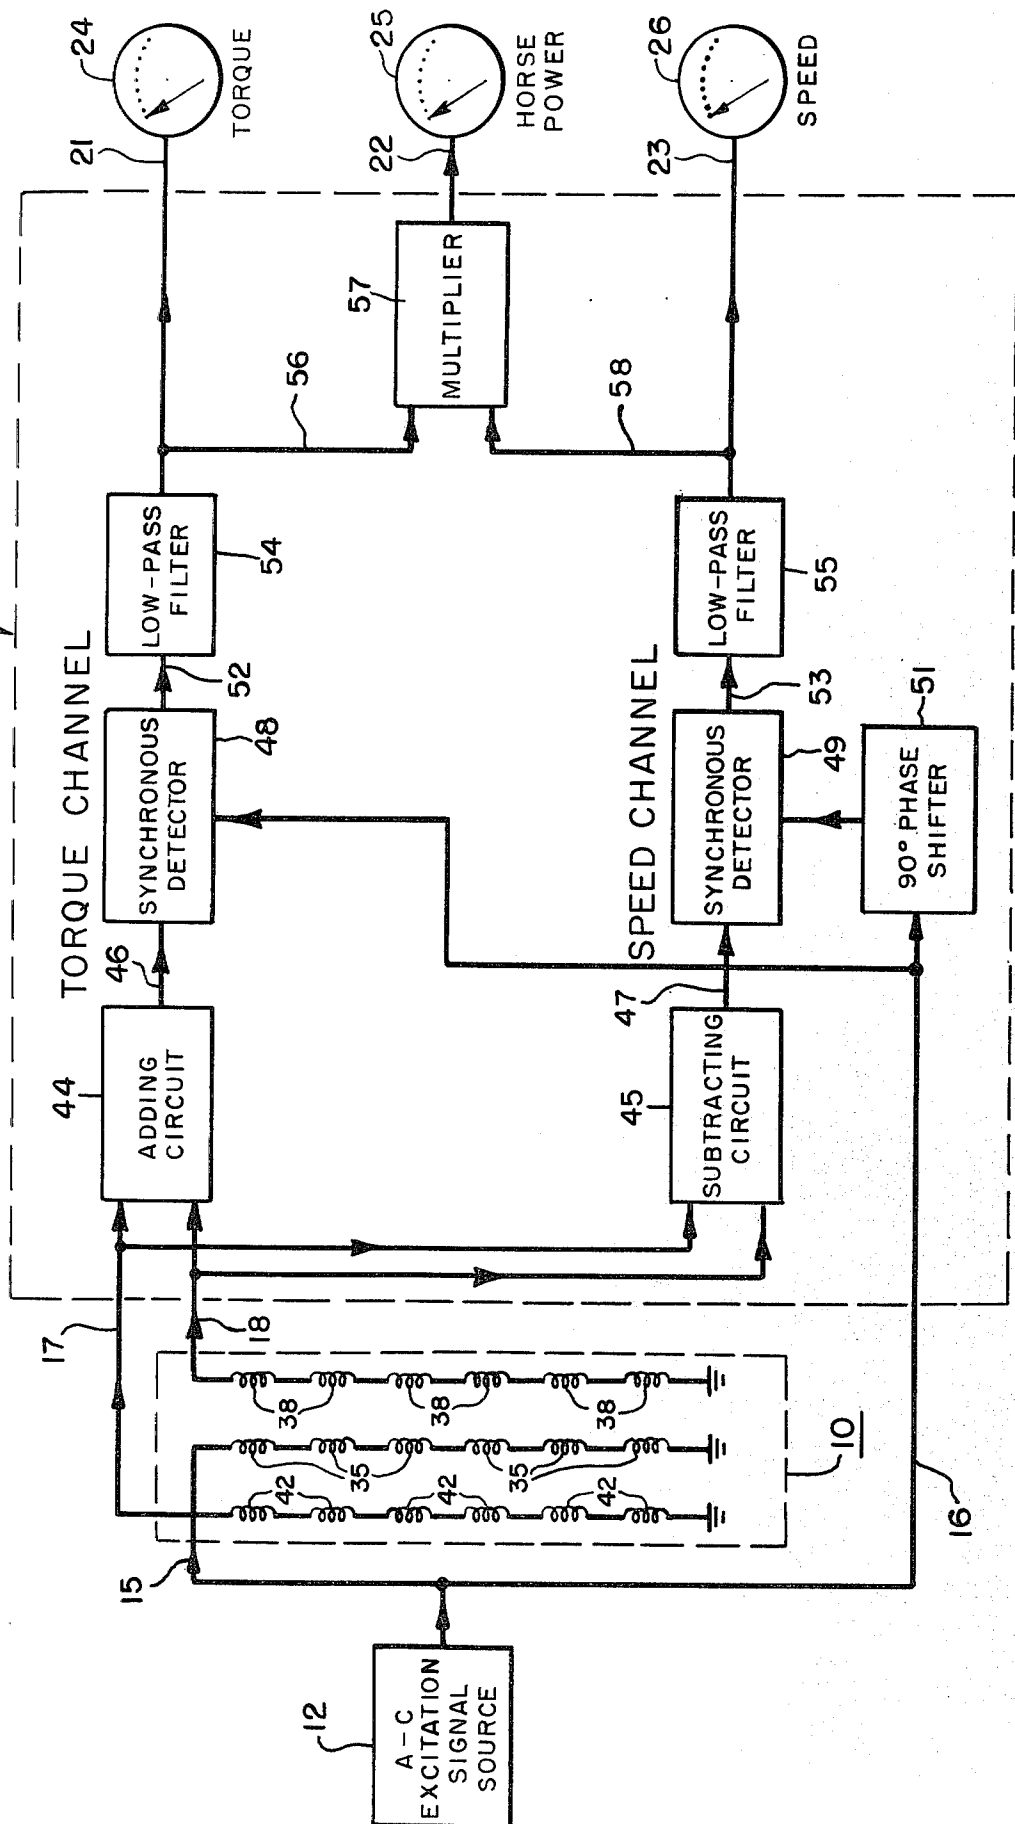 12
A-C
EXCITATION
SIGNAL
SOURCE
15
16
17
18
42
42
42
35
35
38
38
38
10
TORQUE CHANNEL
44
ADDING
CIRCUIT
46
SYNCHRONOUS
DETECTOR
48
52
LOW-PASS
FILTER
54
56
21
24
TORQUE
57
MULTIPLIER
22
25
HORSE
POWER
SPEED CHANNEL
45
SUBTRACTING
CIRCUIT
47
SYNCHRONOUS
DETECTOR
49
53
LOW-PASS
FILTER
55
58
23
26
SPEED
90° PHASE
SHIFTER
51